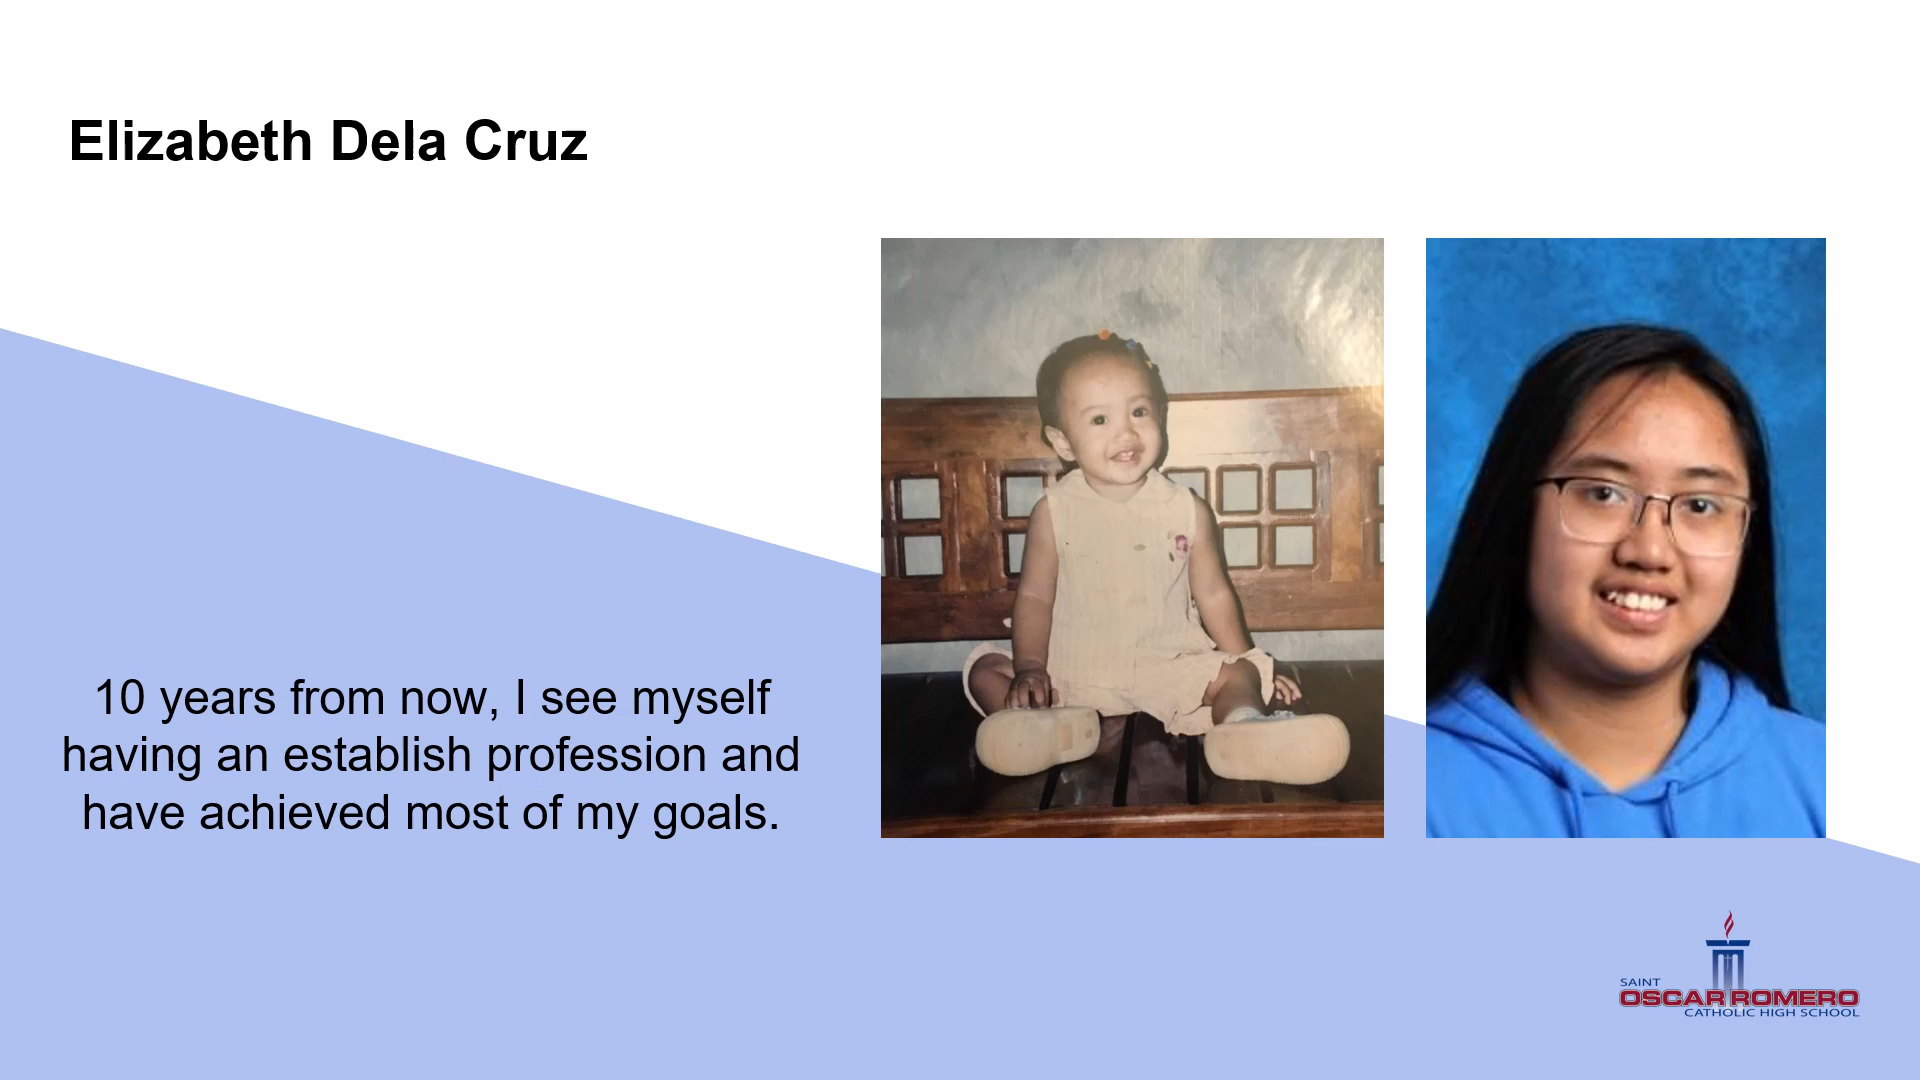 Elizabeth Dela Cruz
10 years from now, I see myself
having an establish profession and
have achieved most of my goals.
SAINT
OSCAR ROMERO
CATHOLIC HIGH SCHOOL